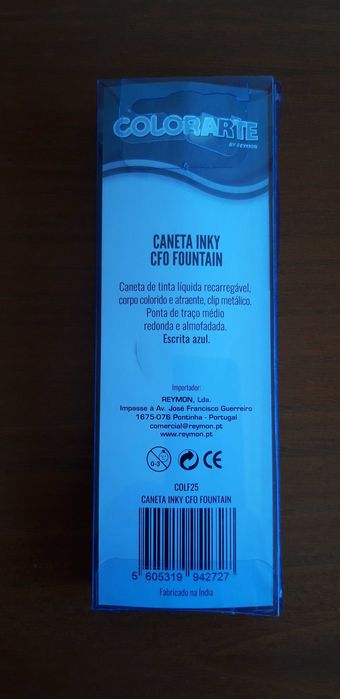 COLORARTE
BY REYMON
CANETA INKY
CFO FOUNTAIN
Caneta de tinta líquida recarregável,
corpo colorido e atraente, clip metálico.
Ponta de traço médio
redonda e almofadada.
Escrita azul.
Importador:
REYMON, Lda.
Impasse à Av. José Francisco Guerreiro
1675-076 Pontinha - Portugal
comercial@reymon.pt
www.reymon.pt
0-3
CE
COLF25
CANETA INKY CFO FOUNTAIN
5 605319 942727
Fabricado na Índia